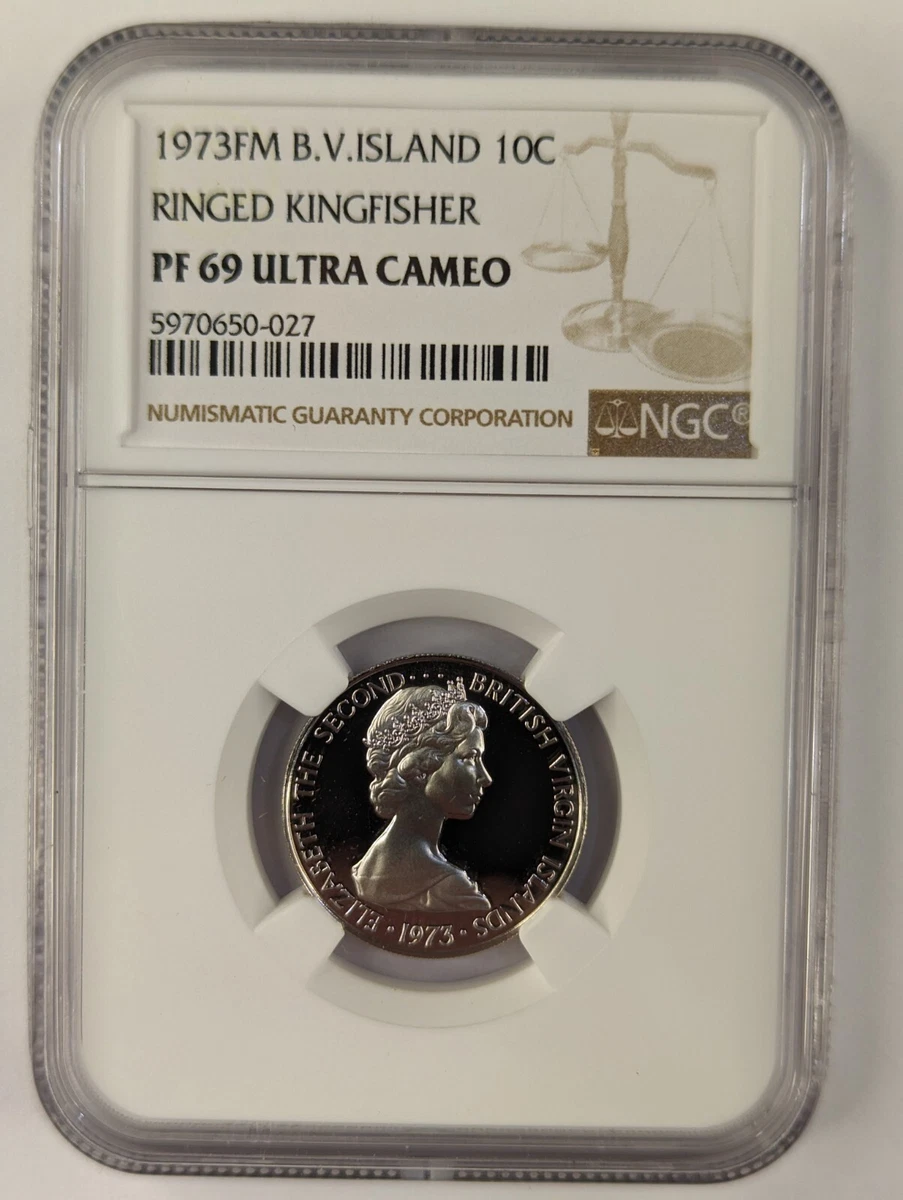 1973FM B.V.ISLAND 10C
RINGED KINGFISHER
PF 69 ULTRA CAMEO
5970650-027
NUMISMATIC GUARANTY CORPORATION
NGC®
ELIZABETH THE SECOND... BRITISH VIRGIN ISLANDS
· 1973 ·